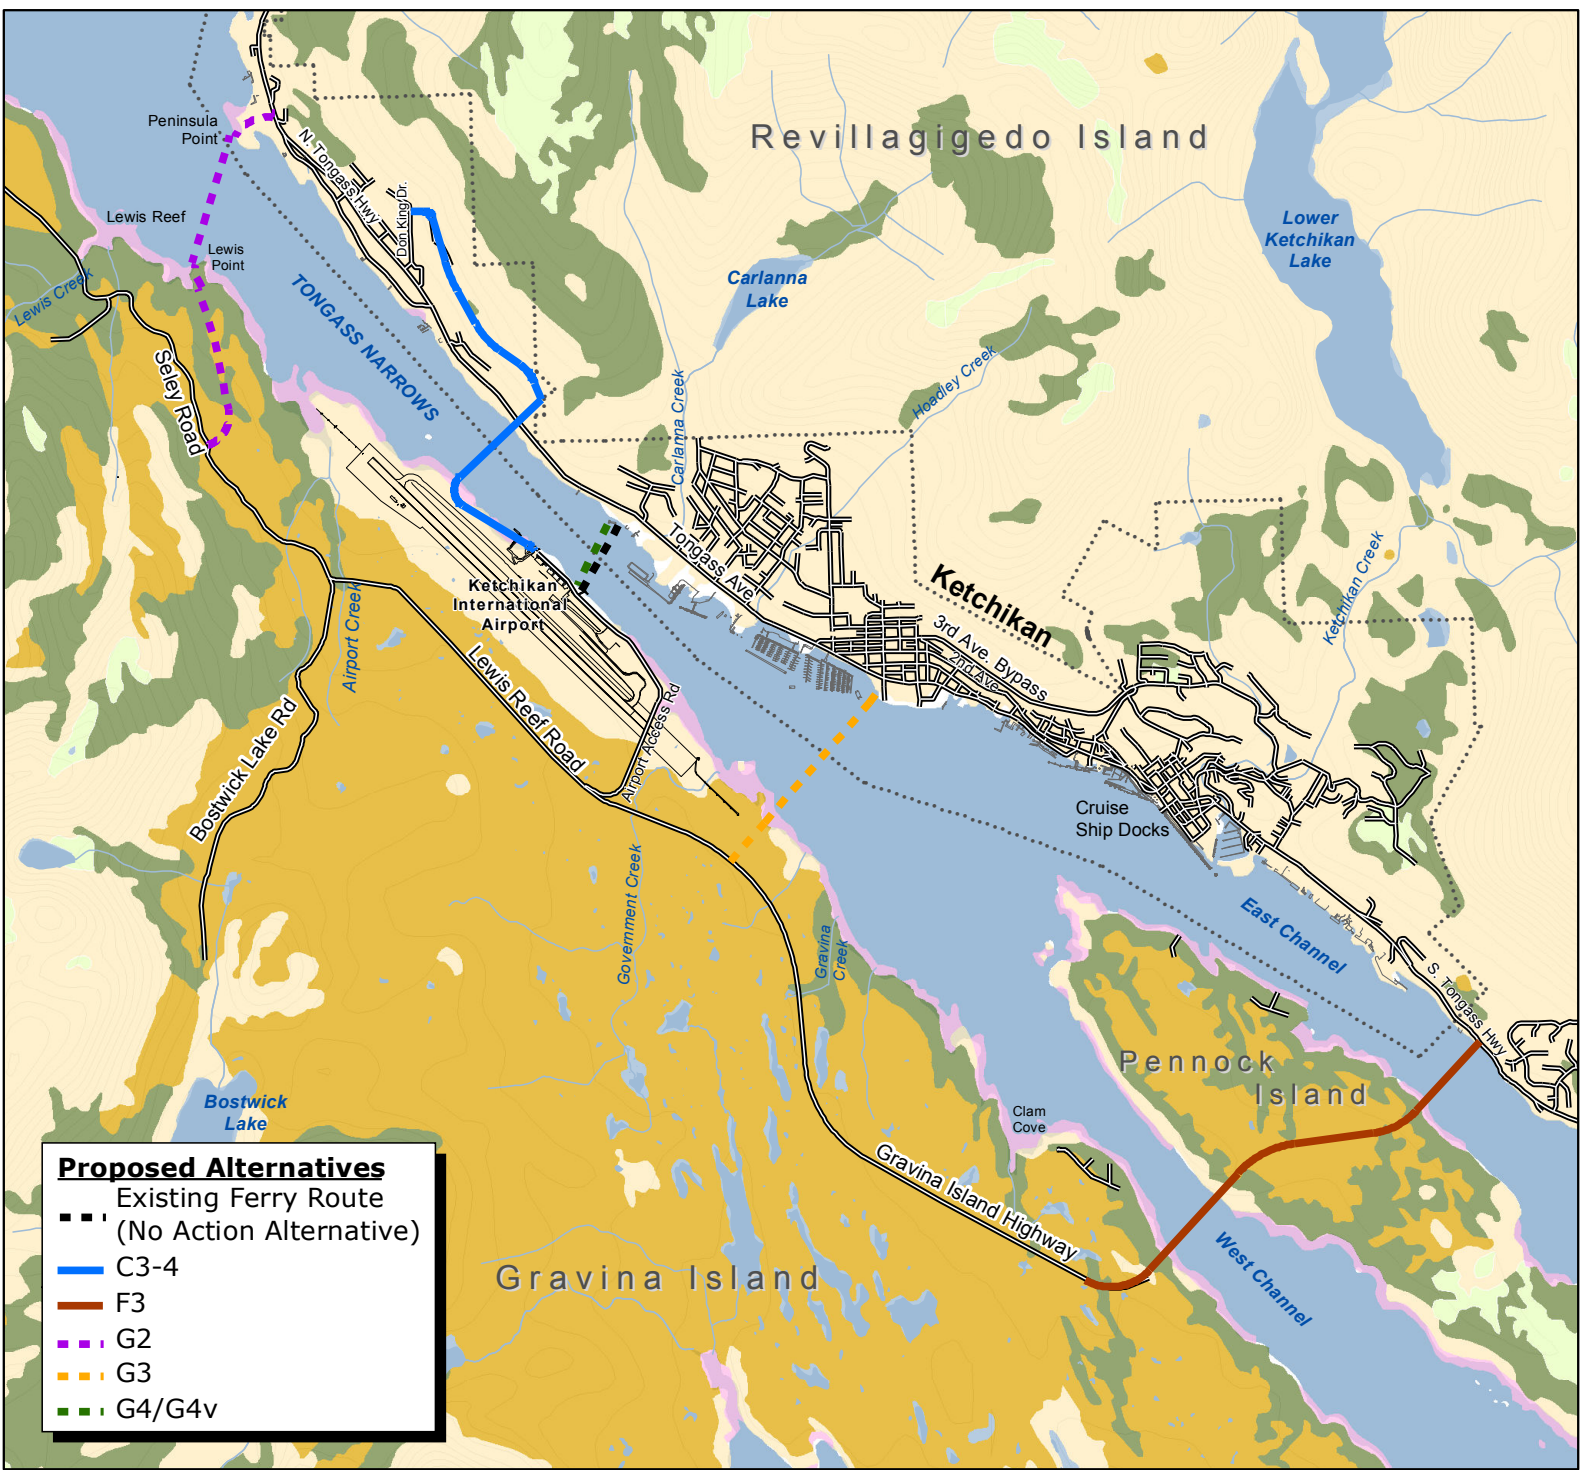 Revillagigedo Island
Peninsula
Point
N. Tongass Hwy
Don King Dr.
Lewis Reef
Lewis
Point
Lewis Creek
TONGASS NARROWS
Carlanna
Lake
Lower
Ketchikan
Lake
Seley Road
Carlanna Creek
Hoadley Creek
Tongass Ave
Ketchikan
Ketchikan Creek
3rd Ave. Bypass
2nd Ave
Ketchikan
International
Airport
Airport Creek
Lewis Reef Road
Airport Access Rd
Bostwick Lake Rd
Cruise
Ship Docks
Government Creek
Gravina
Creek
East Channel
S. Tongass Hwy
Pennock
Island
Bostwick
Lake
Clam
Cove
Gravina Island Highway
West Channel
Gravina Island
Proposed Alternatives
Existing Ferry Route
(No Action Alternative)
C3-4
F3
G2
G3
G4/G4v